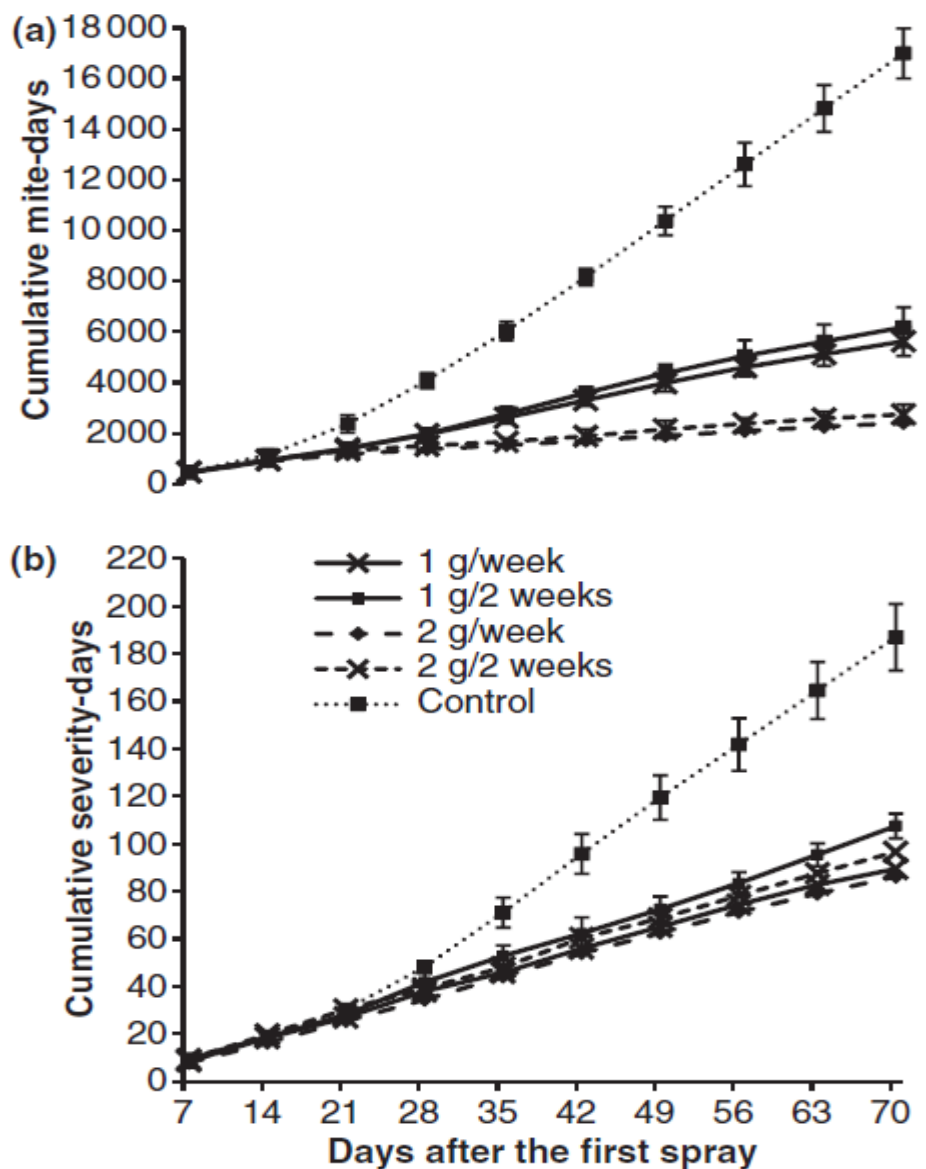 (a)
18 000
16 000
14 000
12 000
10 000
8000
6000
4000
2000
0
Cumulative mite-days
(b)
220
200
180
160
140
120
100
80
60
40
20
0
Cumulative severity-days
1 g/week
1 g/2 weeks
2 g/week
2 g/2 weeks
Control
7 14 21 28 35 42 49 56 63 70
Days after the first spray